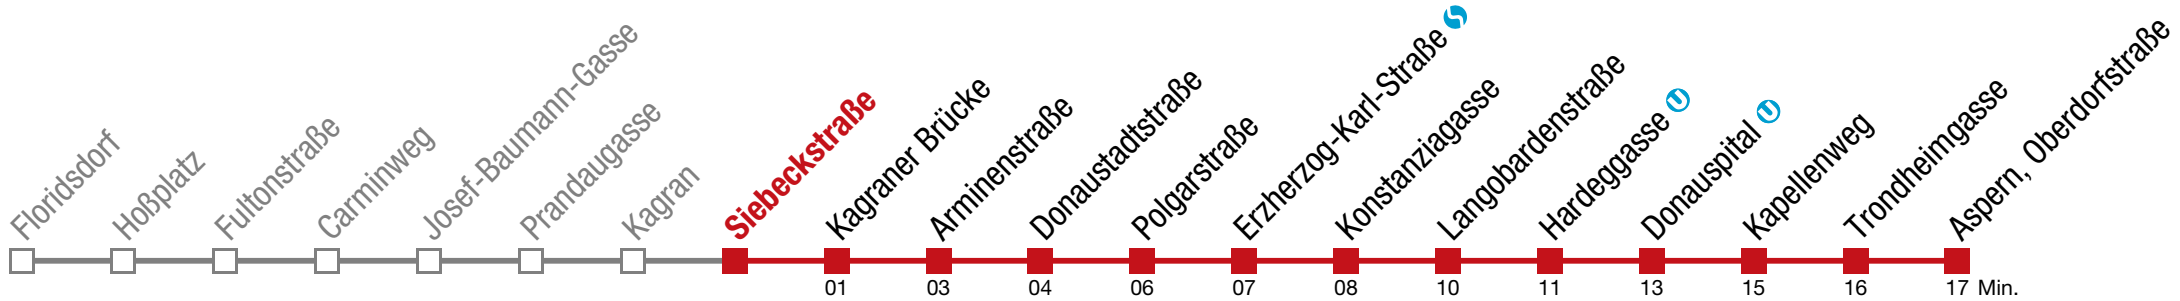 Floridsdorf
Hoßplatz
Fultonstraße
Carminweg
Josef-Baumann-Gasse
Prandaugasse
Kagran
Siebeckstraße
Kagraner Brücke
Arminenstraße
Donaustadtstraße
Polgarstraße
Erzherzog-Karl-Straße S
Konstanziagasse
Langobardenstraße
Hardeggasse U
Donauspital U
Kapellenweg
Trondheimgasse
Aspern, Oberdorfstraße
01 03 04 06 07 08 10 11 13 15 16 17 Min.